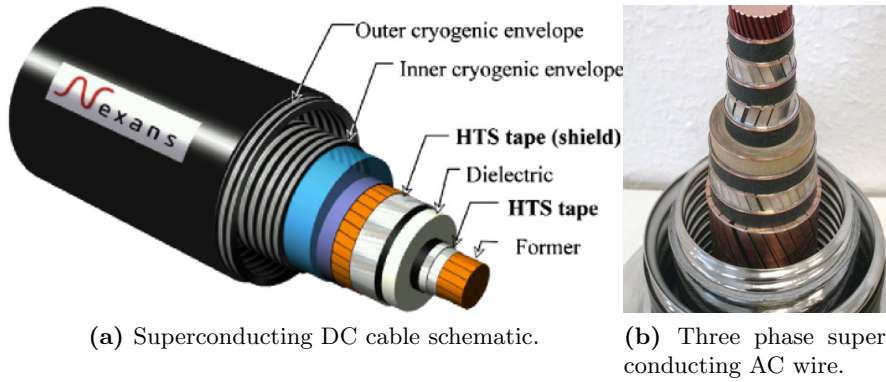 Outer cryogenic envelope
Inner cryogenic envelope
HTS tape (shield)
Dielectric
HTS tape
Former
Nexans
(a) Superconducting DC cable schematic.
(b) Three phase super
conducting AC wire.